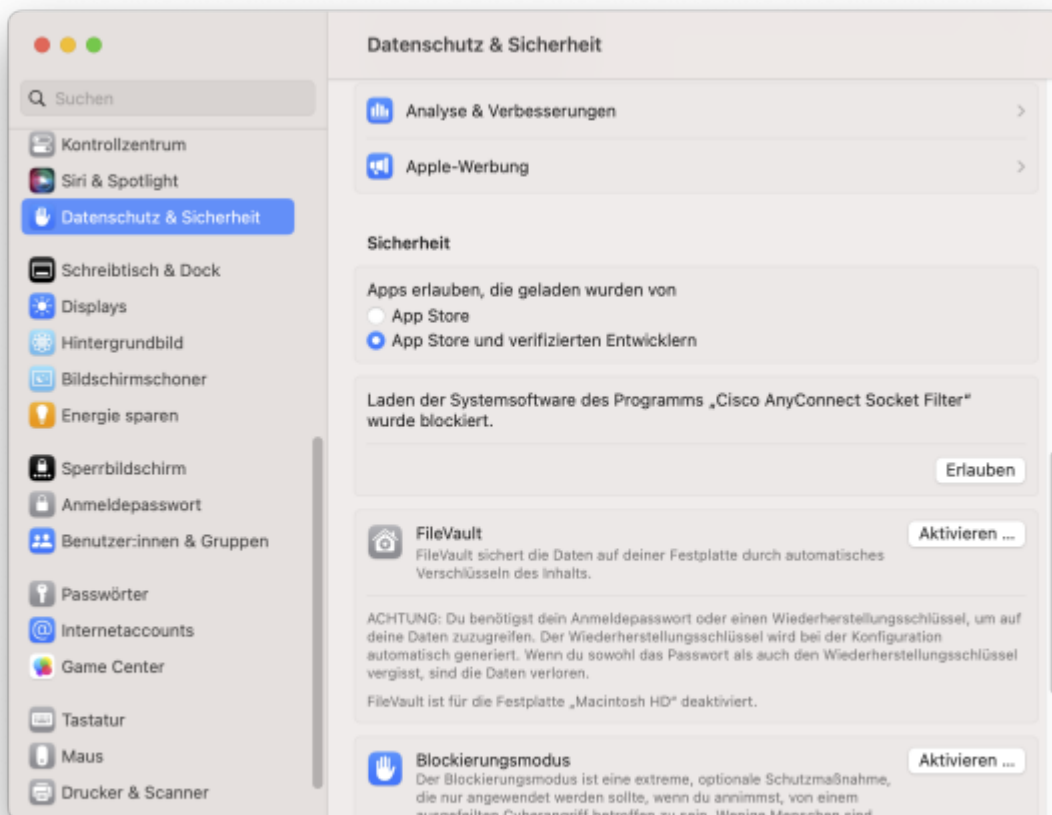 Datenschutz & Sicherheit
Suchen
Kontrollzentrum
Siri & Spotlight
Datenschutz & Sicherheit
Schreibtisch & Dock
Displays
Hintergrundbild
Bildschirmschoner
Energie sparen
Sperrbildschirm
Anmeldepasswort
Benutzer:innen & Gruppen
Passwörter
Internetaccounts
Game Center
Tastatur
Maus
Drucker & Scanner
Analyse & Verbesserungen
Apple-Werbung
Sicherheit
Apps erlauben, die geladen wurden von
App Store
App Store und verifizierten Entwicklern
Laden der Systemsoftware des Programms „Cisco AnyConnect Socket Filter“
wurde blockiert.
Erlauben
FileVault
Aktivieren ...
FileVault sichert die Daten auf deiner Festplatte durch automatisches
Verschlüsseln des Inhalts.
ACHTUNG: Du benötigst dein Anmeldepasswort oder einen Wiederherstellungsschlüssel, um auf
deine Daten zuzugreifen. Der Wiederherstellungsschlüssel wird bei der Konfiguration
automatisch generiert. Wenn du sowohl das Passwort als auch den Wiederherstellungsschlüssel
vergisst, sind die Daten verloren.
FileVault ist für die Festplatte „Macintosh HD“ deaktiviert.
Blockierungsmodus
Aktivieren ...
Der Blockierungsmodus ist eine extreme, optionale Schutzmaßnahme,
die nur angewendet werden sollte, wenn du annimmst, von einem